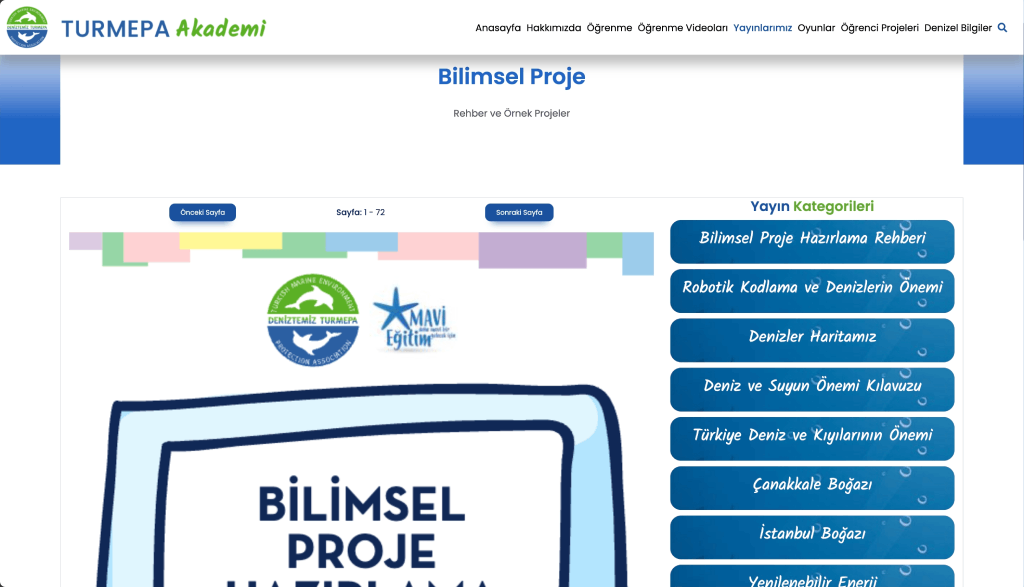 TURMEPA Akademi
Anasayfa Hakkımızda Öğrenme Öğrenme Videoları Yayınlarımız Oyunlar Öğrenci Projeleri Denizel Bilgiler
Bilimsel Proje
Rehber ve Örnek Projeler
Önceki Sayfa
Sayfa: 1 - 72
Sonraki Sayfa
TURKISH MARINE ENVIRONMENT
DENİZTEMİZ TURMEPA
PROTECTION ASSOCIATION
MAVİ
Eğitim
BİLİMSEL
PROJE
HAZIRLAMA
Yayın Kategorileri
Bilimsel Proje Hazırlama Rehberi
Robotik Kodlama ve Denizlerin Önemi
Denizler Haritamız
Deniz ve Suyun Önemi Kılavuzu
Türkiye Deniz ve Kıyılarının Önemi
Çanakkale Boğazı
İstanbul Boğazı
Yenilenebilir Enerji